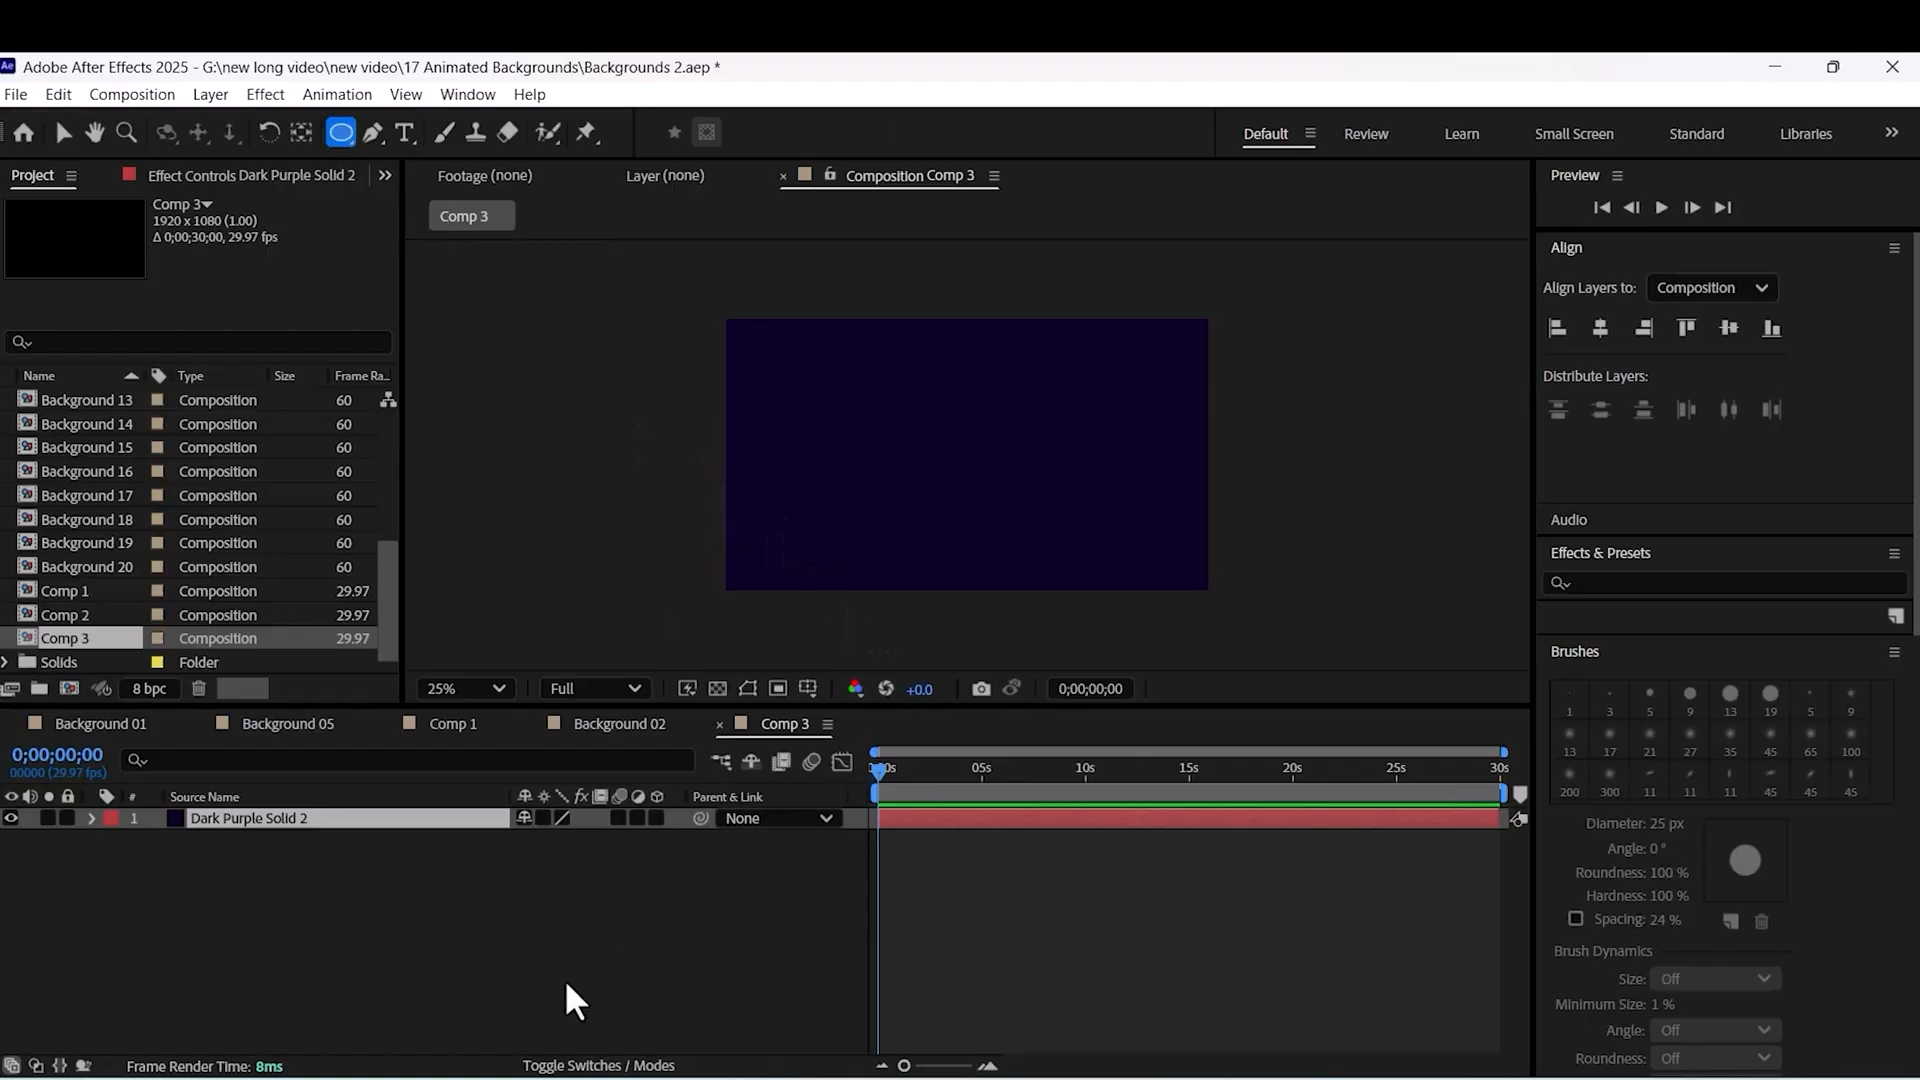 Ae Adobe After Effects 2025 - G:\new long video\new video\17 Animated Backgrounds\Backgrounds 2.aep *
File Edit Composition Layer Effect Animation View Window Help
Default Review Learn Small Screen Standard Libraries
Project Effect Controls Dark Purple Solid 2
Footage (none) Layer (none) Composition Comp 3
Preview
Comp 3
1920 x 1080 (1.00)
Δ 0;00;30;00, 29.97 fps
Comp 3
Align
Align Layers to: Composition
Distribute Layers:
Name Type Size Frame Ra...
Background 13 Composition 60
Background 14 Composition 60
Background 15 Composition 60
Background 16 Composition 60
Background 17 Composition 60
Background 18 Composition 60
Background 19 Composition 60
Background 20 Composition 60
Comp 1 Composition 29.97
Comp 2 Composition 29.97
Comp 3 Composition 29.97
Solids Folder
8 bpc
25% Full +0.0 0;00;00;00
Audio
Effects & Presets
Brushes
1 3 5 9 13 19 5 9
13 17 21 27 35 45 65 100
200 300 11 11 11 45 45 45
Diameter: 25 px
Angle: 0 °
Roundness: 100 %
Hardness: 100 %
Spacing: 24 %
Brush Dynamics
Size: Off
Minimum Size: 1 %
Angle: Off
Roundness: Off
Background 01 Background 05 Comp 1 Background 02 Comp 3
0;00;00;00
00000 (29.97 fps)
05s 10s 15s 20s 25s 30s
# Source Name Parent & Link
1 Dark Purple Solid 2 None
Frame Render Time: 8ms
Toggle Switches / Modes